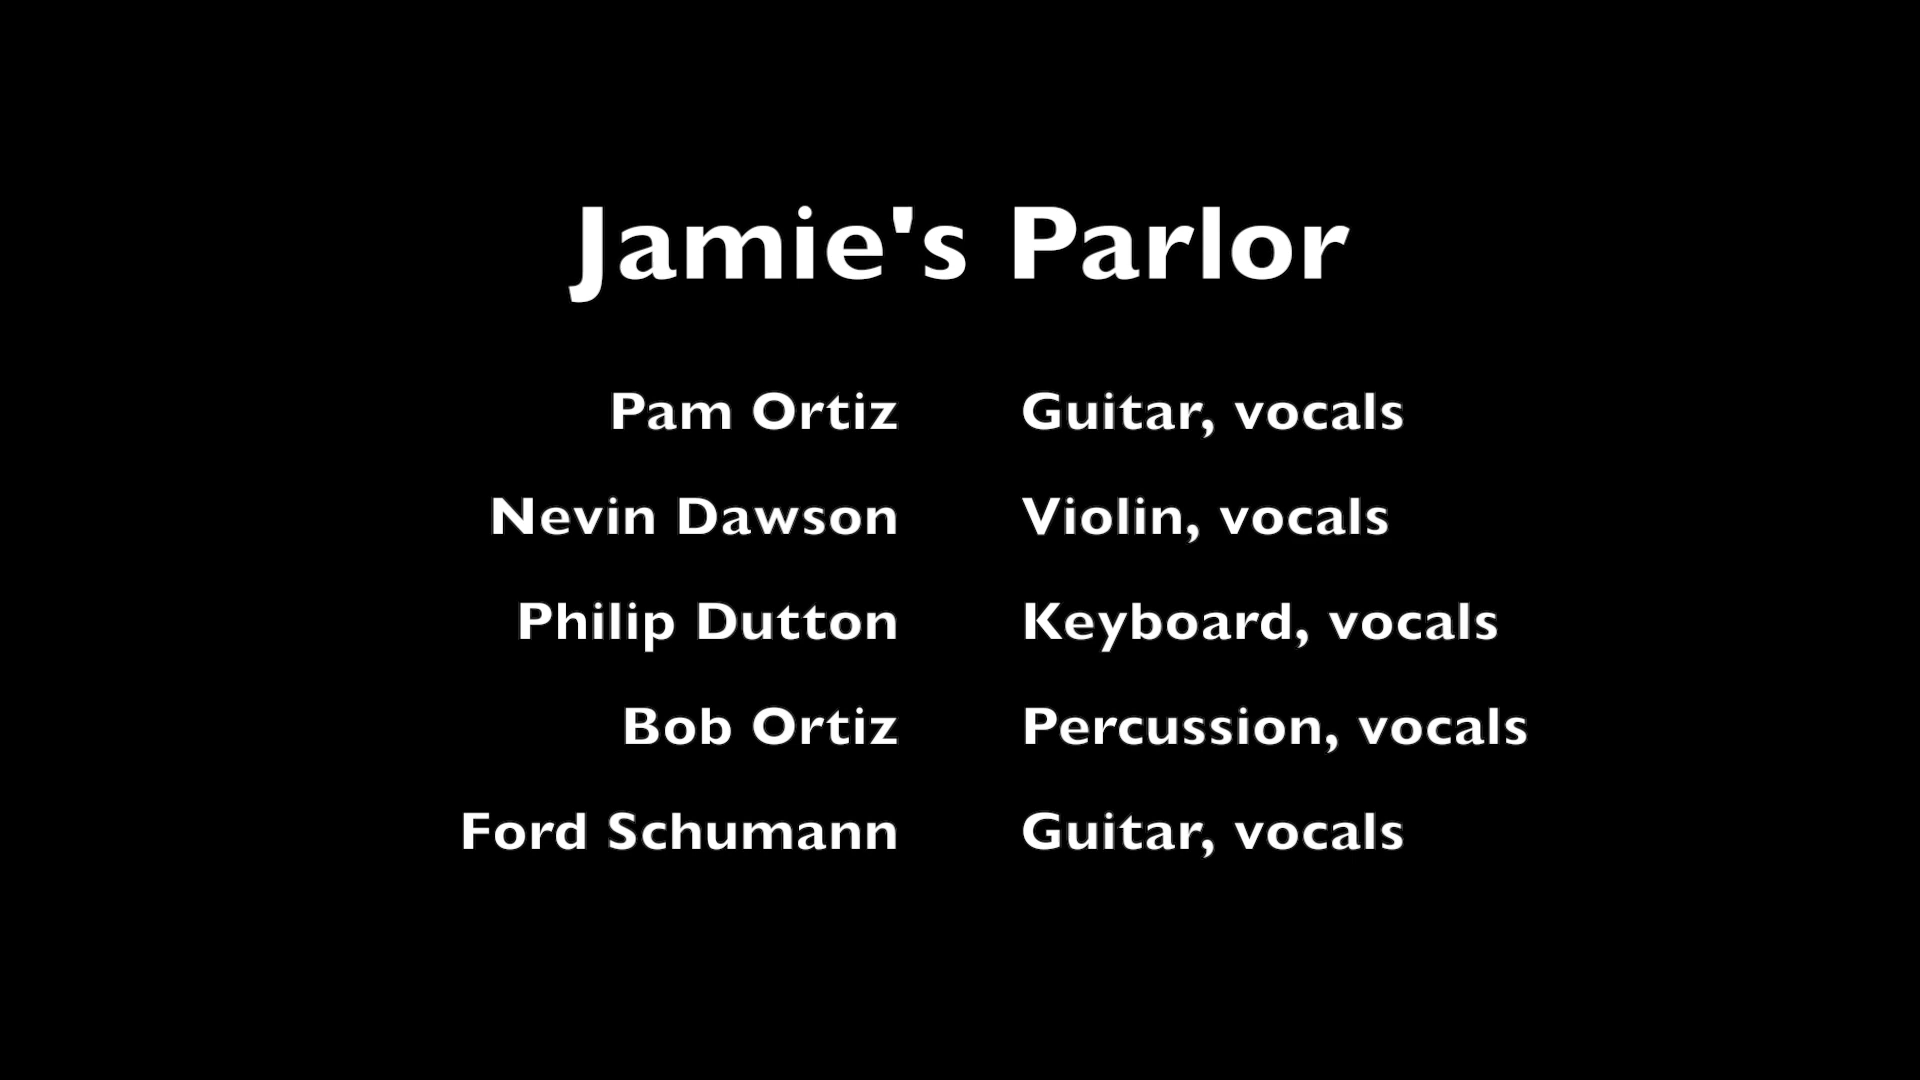 Jamie's Parlor
Pam Ortiz Guitar, vocals
Nevin Dawson Violin, vocals
Philip Dutton Keyboard, vocals
Bob Ortiz Percussion, vocals
Ford Schumann Guitar, vocals